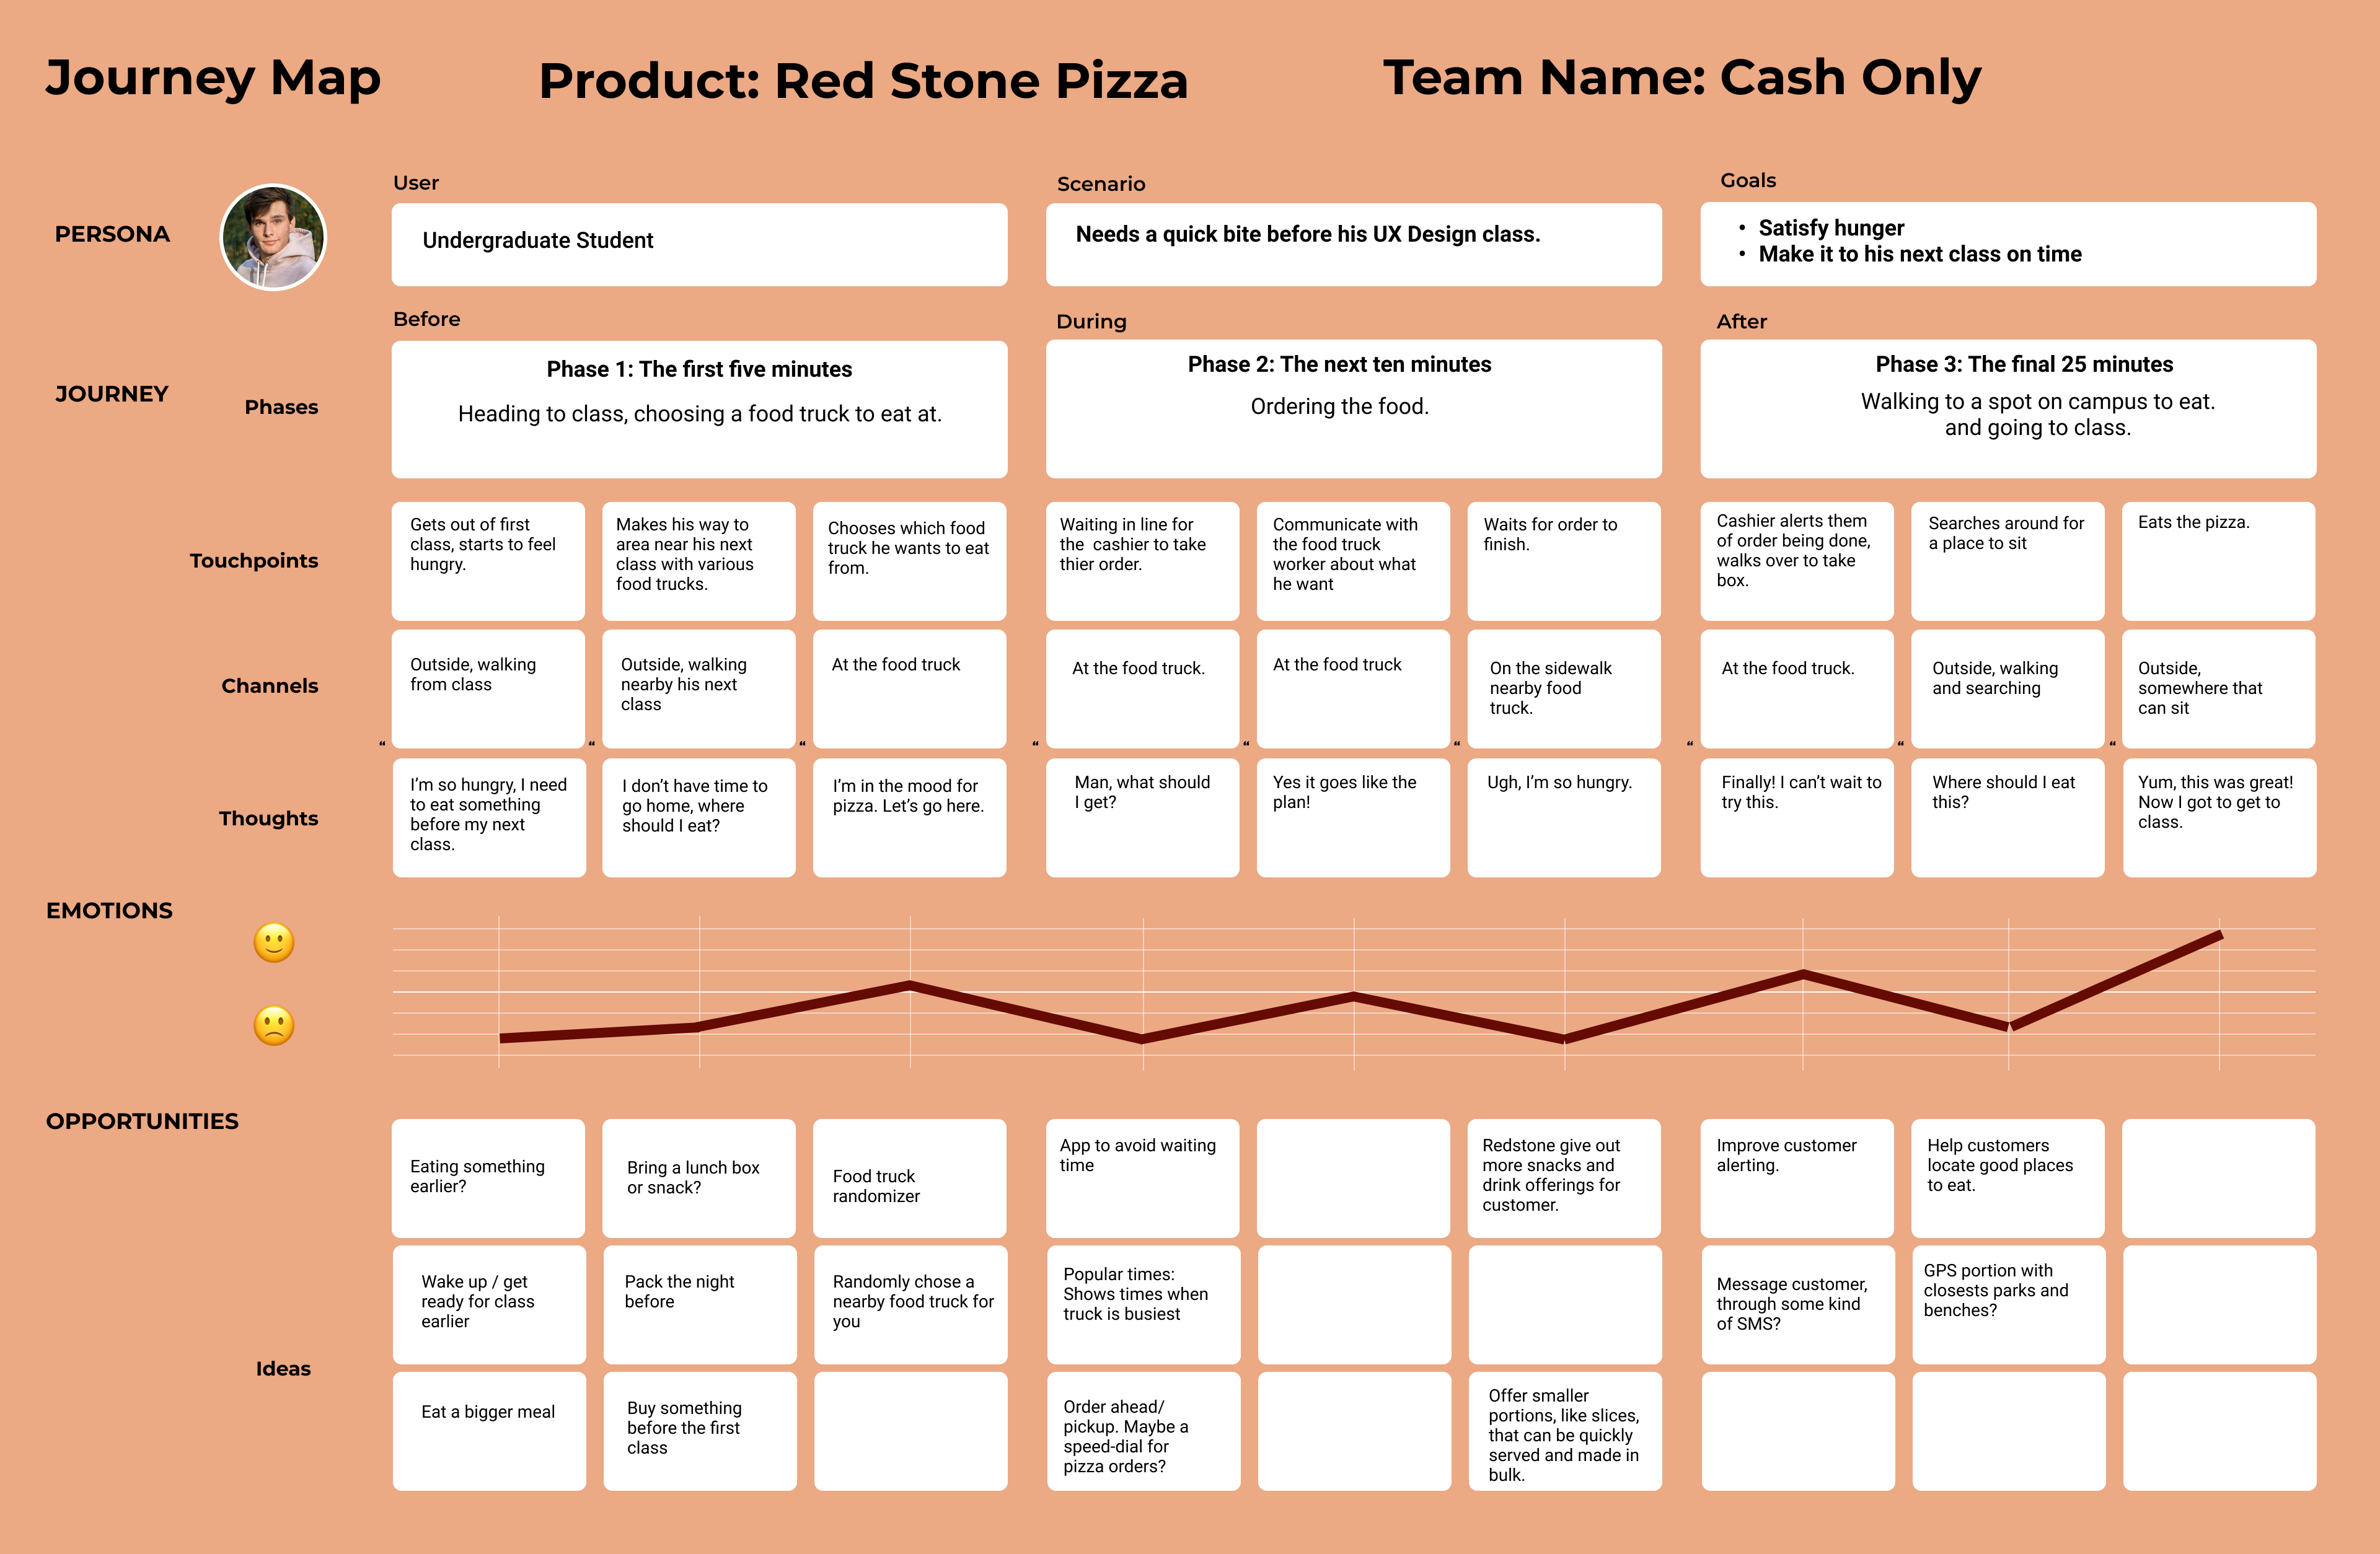 Journey Map
Product: Red Stone Pizza
Team Name: Cash Only
PERSONA
User
Undergraduate Student
Scenario
Needs a quick bite before his UX Design class.
Goals
• Satisfy hunger
• Make it to his next class on time
JOURNEY
Phases
Before
Phase 1: The first five minutes
Heading to class, choosing a food truck to eat at.
During
Phase 2: The next ten minutes
Ordering the food.
After
Phase 3: The final 25 minutes
Walking to a spot on campus to eat.
and going to class.
Touchpoints
Gets out of first
class, starts to feel
hungry.
Makes his way to
area near his next
class with various
food trucks.
Chooses which food
truck he wants to eat
from.
Waiting in line for
the  cashier to take
thier order.
Communicate with
the food truck
worker about what
he want
Waits for order to
finish.
Cashier alerts them
of order being done,
walks over to take
box.
Searches around for
a place to sit
Eats the pizza.
Channels
Outside, walking
from class
Outside, walking
nearby his next
class
At the food truck
At the food truck.
At the food truck
On the sidewalk
nearby food
truck.
At the food truck.
Outside, walking
and searching
Outside,
somewhere that
can sit
Thoughts
“
I’m so hungry, I need
to eat something
before my next
class.
“
I don’t have time to
go home, where
should I eat?
“
I’m in the mood for
pizza. Let’s go here.
“
Man, what should
I get?
“
Yes it goes like the
plan!
“
Ugh, I’m so hungry.
“
Finally! I can’t wait to
try this.
“
Where should I eat
this?
“
Yum, this was great!
Now I got to get to
class.
EMOTIONS
OPPORTUNITIES
Eating something
earlier?
Bring a lunch box
or snack?
Food truck
randomizer
App to avoid waiting
time
Redstone give out
more snacks and
drink offerings for
customer.
Improve customer
alerting.
Help customers
locate good places
to eat.
Ideas
Wake up / get
ready for class
earlier
Pack the night
before
Randomly chose a
nearby food truck for
you
Popular times:
Shows times when
truck is busiest
Message customer,
through some kind
of SMS?
GPS portion with
closests parks and
benches?
Eat a bigger meal
Buy something
before the first
class
Order ahead/
pickup. Maybe a
speed-dial for
pizza orders?
Offer smaller
portions, like slices,
that can be quickly
served and made in
bulk.